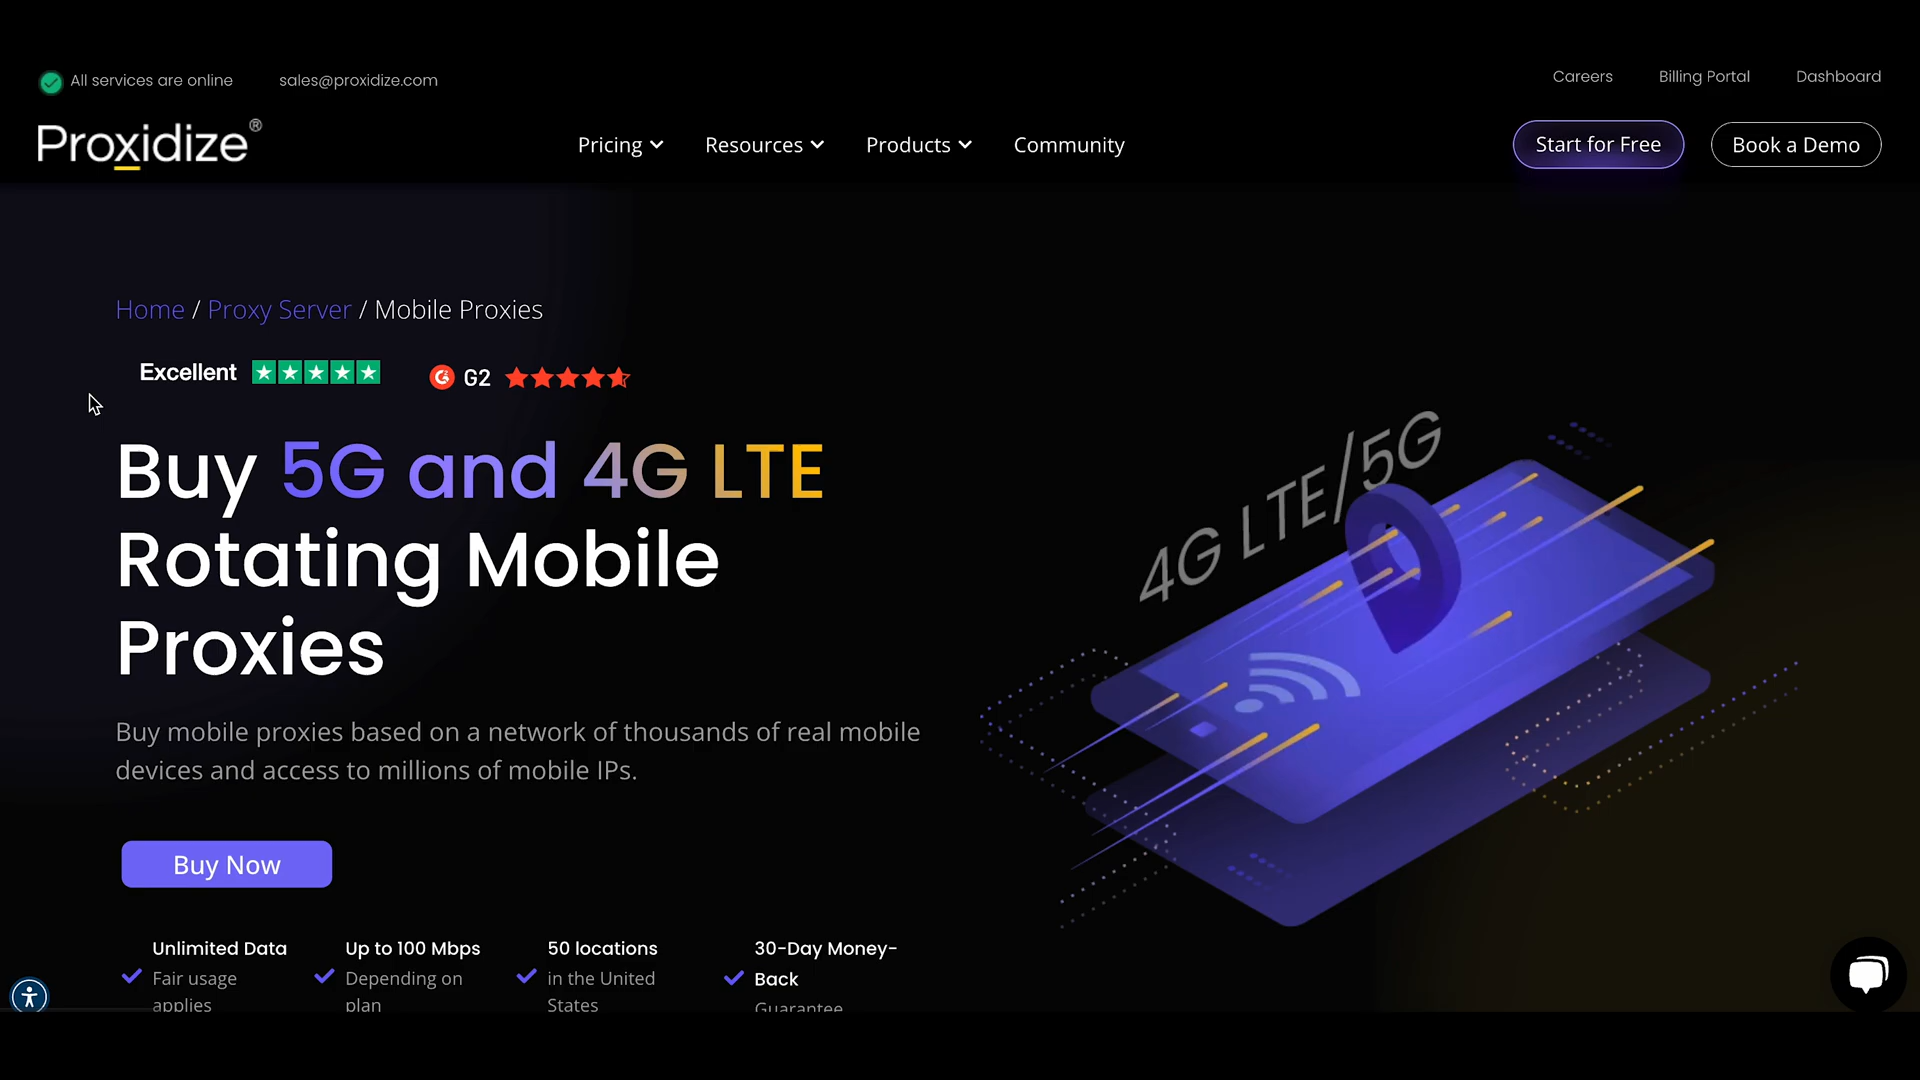 All services are online
sales@proxidize.com
Careers
Billing Portal
Dashboard
Proxidize®
Pricing
Resources
Products
Community
Start for Free
Book a Demo
Home / Proxy Server / Mobile Proxies
Excellent
G2
Buy 5G and 4G LTE
Rotating Mobile
Proxies
4G LTE/5G
Buy mobile proxies based on a network of thousands of real mobile
devices and access to millions of mobile IPs.
Buy Now
Unlimited Data
Fair usage
applies
Up to 100 Mbps
Depending on
plan
50 locations
in the United
States
30-Day Money-
Back
Guarantee